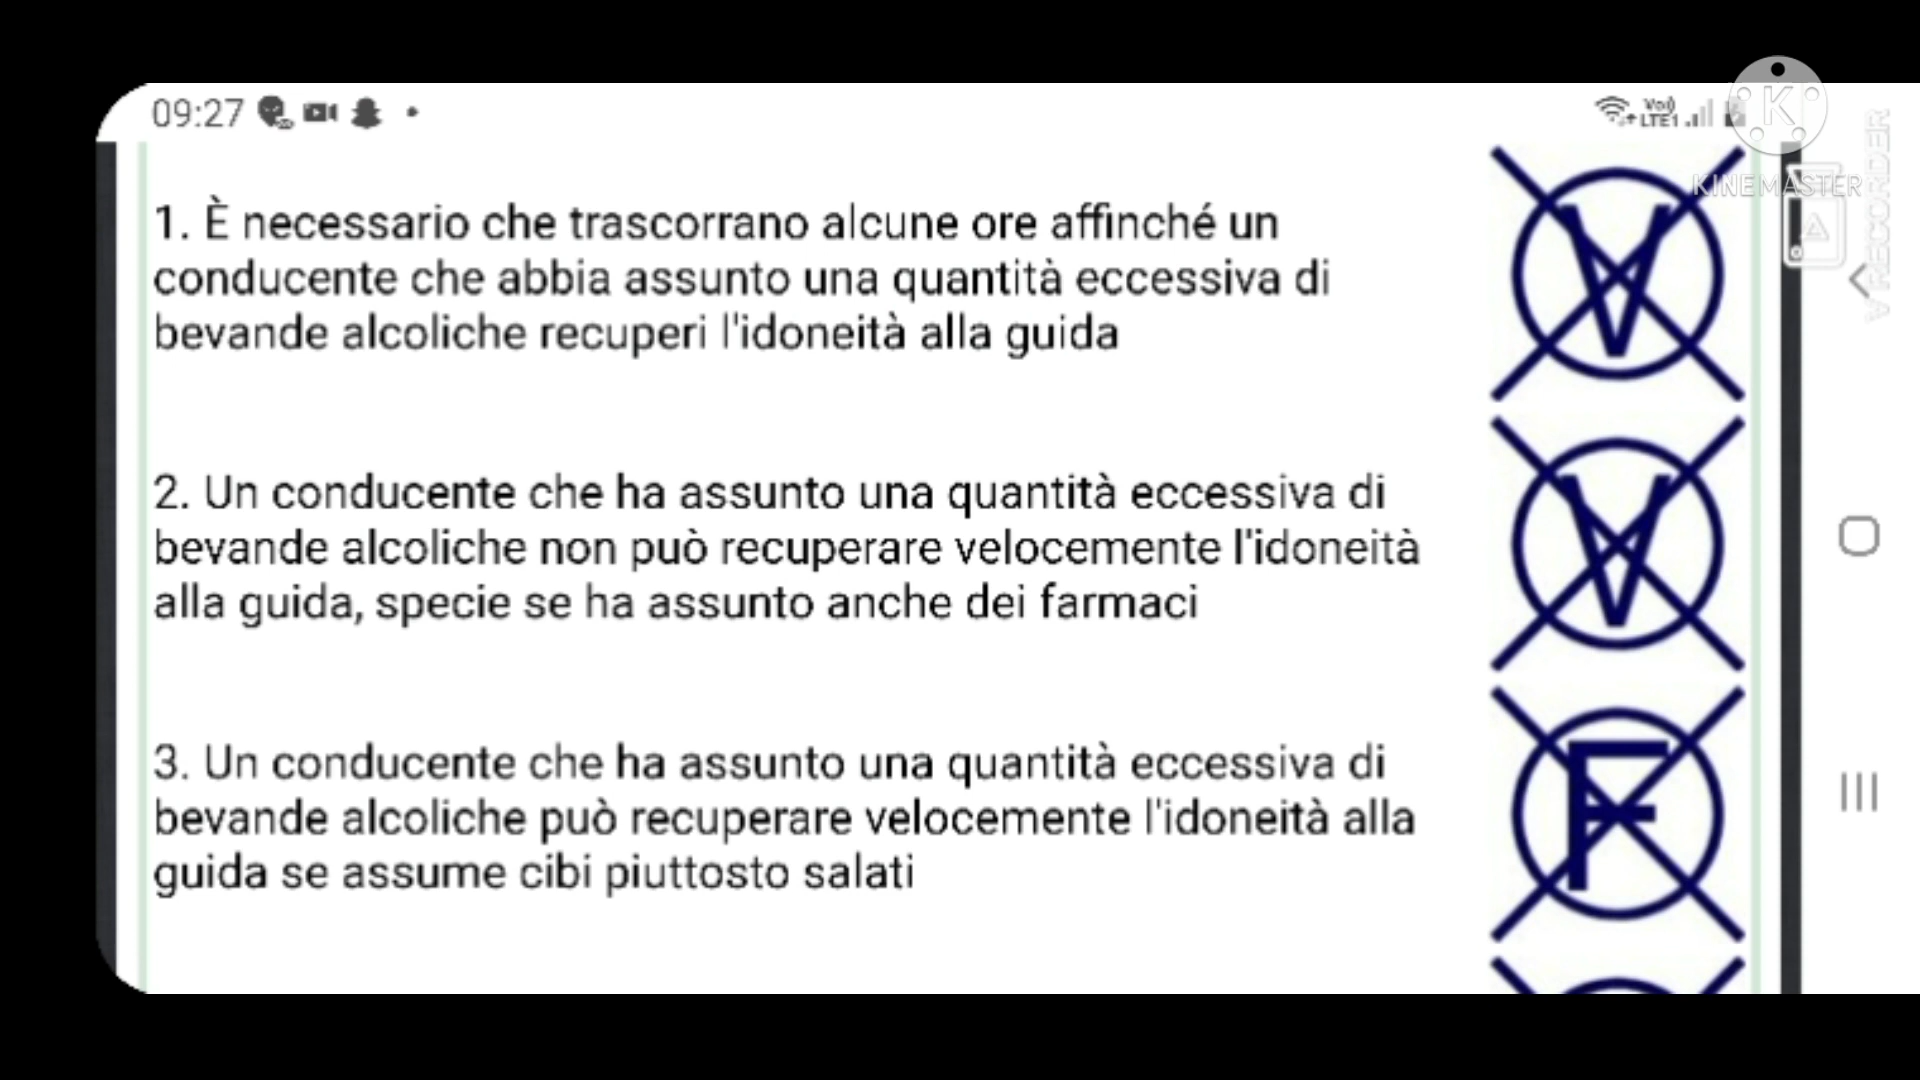 09:27
Vo))
LTE1
K
KINEMASTER
A RECORDER
1. È necessario che trascorrano alcune ore affinché un
conducente che abbia assunto una quantità eccessiva di
bevande alcoliche recuperi l'idoneità alla guida
V
2. Un conducente che ha assunto una quantità eccessiva di
bevande alcoliche non può recuperare velocemente l'idoneità
alla guida, specie se ha assunto anche dei farmaci
V
3. Un conducente che ha assunto una quantità eccessiva di
bevande alcoliche può recuperare velocemente l'idoneità alla
guida se assume cibi piuttosto salati
F